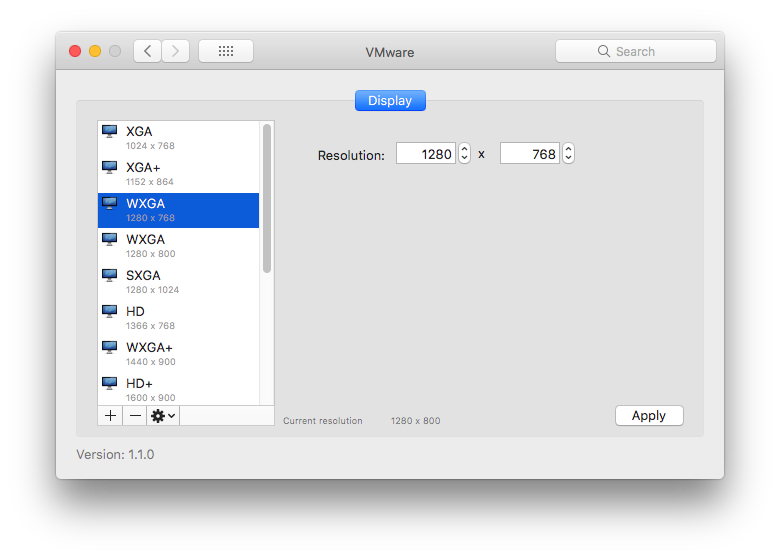 VMware
Search
Display
XGA
1024 x 768
XGA+
1152 x 864
WXGA
1280 x 768
WXGA
1280 x 800
SXGA
1280 x 1024
HD
1366 x 768
WXGA+
1440 x 900
HD+
1600 x 900
Resolution: 1280 x 768
Current resolution 1280 x 800
Apply
Version: 1.1.0